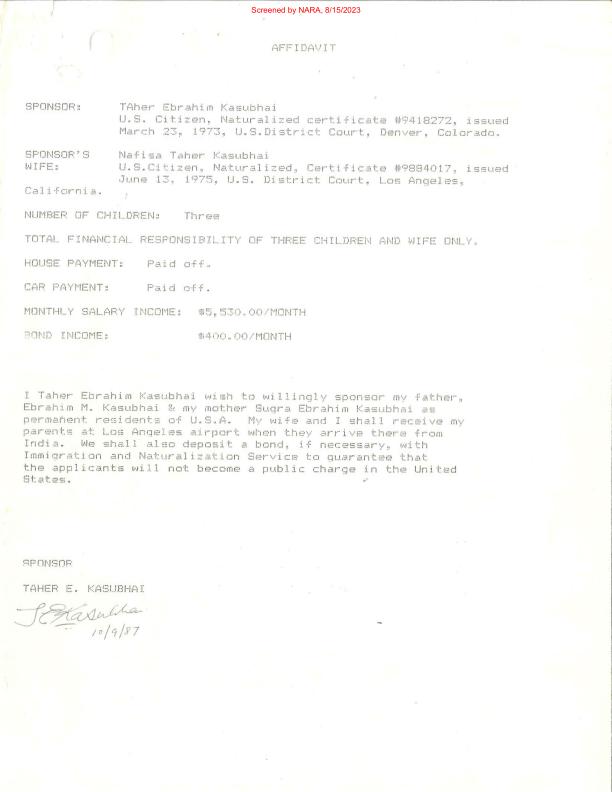 Screened by NARA, 8/15/2023
AFFIDAVIT
SPONSOR: TAher Ebrahim Kasubhai
U.S. Citizen, Naturalized certificate #9418272, issued
March 23, 1973, U.S.District Court, Denver, Colorado.
SPONSOR'S Nafisa Taher Kasubhai
WIFE: U.S.Citizen, Naturalized, Certificate #9884017, issued
June 13, 1975, U.S. District Court, Los Angeles,
California.
NUMBER OF CHILDREN: Three
TOTAL FINANCIAL RESPONSIBILITY OF THREE CHILDREN AND WIFE ONLY.
HOUSE PAYMENT: Paid off.
CAR PAYMENT: Paid off.
MONTHLY SALARY INCOME: $5,530.00/MONTH
BOND INCOME: $400.00/MONTH
I Taher Ebrahim Kasubhai wish to willingly sponsor my father,
Ebrahim M. Kasubhai & my mother Sugra Ebrahim Kasubhai as
permanent residents of U.S.A. My wife and I shall receive my
parents at Los Angeles airport when they arrive there from
India. We shall also deposit a bond, if necessary, with
Immigration and Naturalization Service to guarantee that
the applicants will not become a public charge in the United
States.
SPONSOR
TAHER E. KASUBHAI
T E Kasubhai
10/9/87